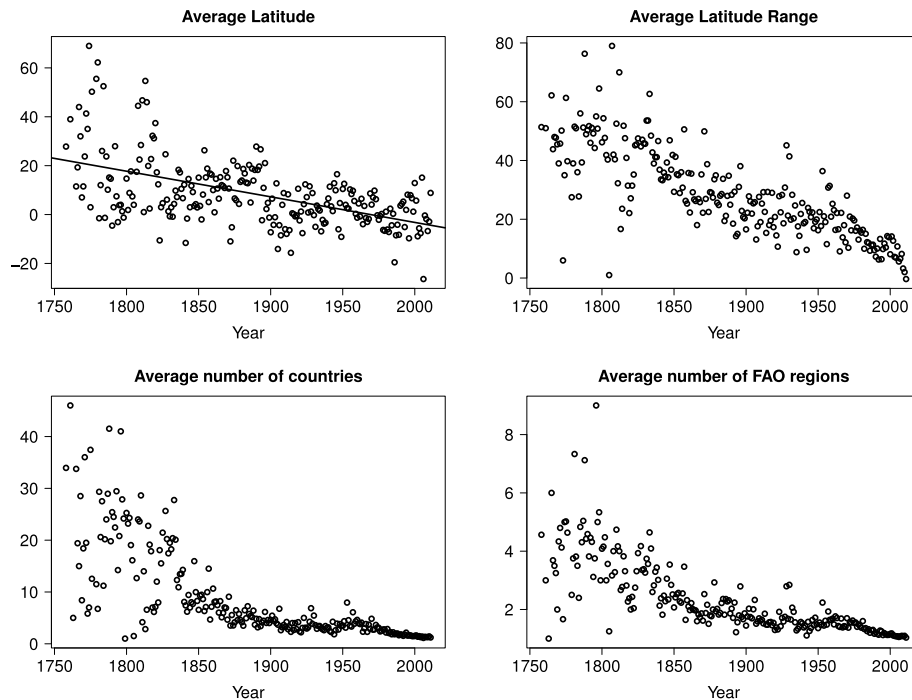 Average Latitude
60
40
20
0
−20
1750 1800 1850 1900 1950 2000
Year
Average Latitude Range
80
60
40
20
0
1750 1800 1850 1900 1950 2000
Year
Average number of countries
40
30
20
10
0
1750 1800 1850 1900 1950 2000
Year
Average number of FAO regions
8
6
4
2
1750 1800 1850 1900 1950 2000
Year